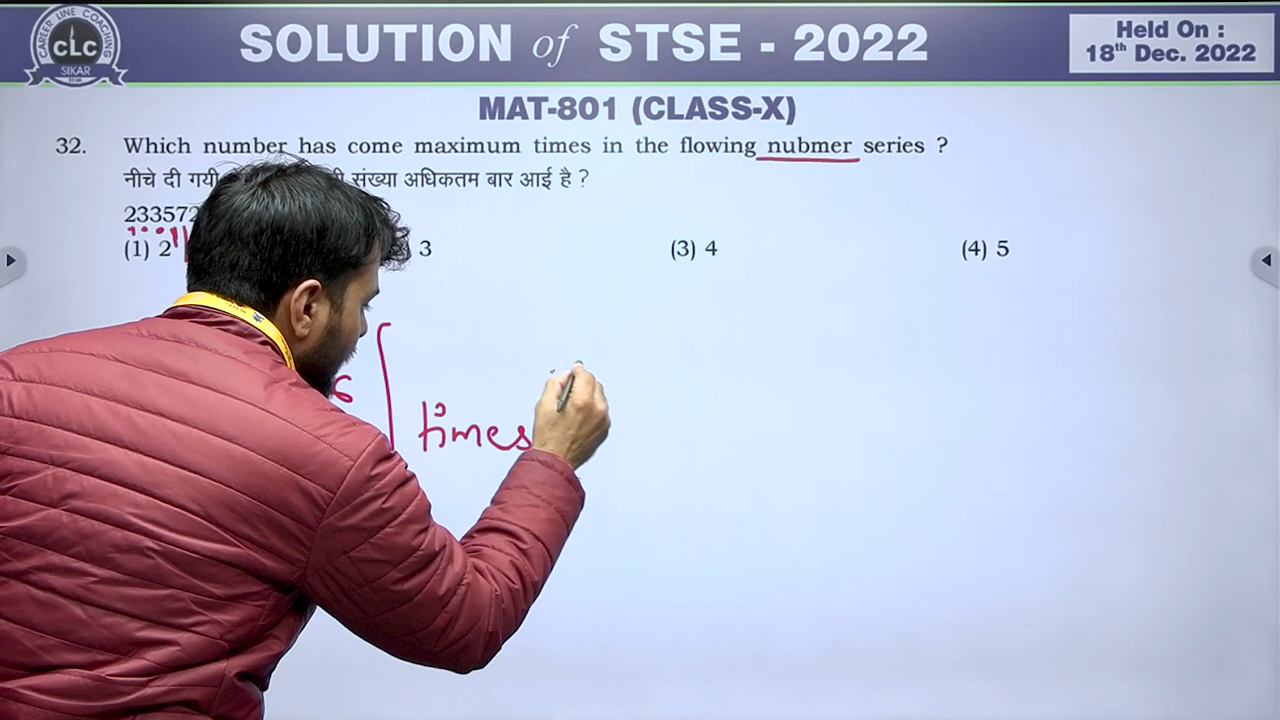 CAREER LINE COACHING
CLC
SIKAR
SOLUTION of STSE - 2022
Held On :
18th Dec. 2022
MAT-801 (CLASS-X)
32. Which number has come maximum times in the flowing nubmer series ?
नीचे दी गयी संख्या अधिकतम बार आई है ?
233572
(1) 2 3 (3) 4 (4) 5
times